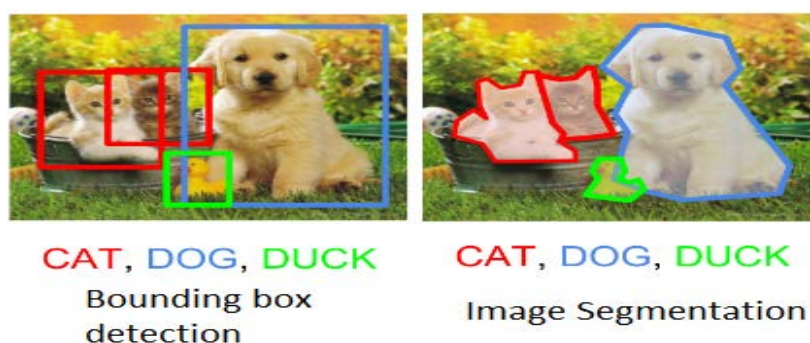 CAT, DOG, DUCK
Bounding box
detection
CAT, DOG, DUCK
Image Segmentation